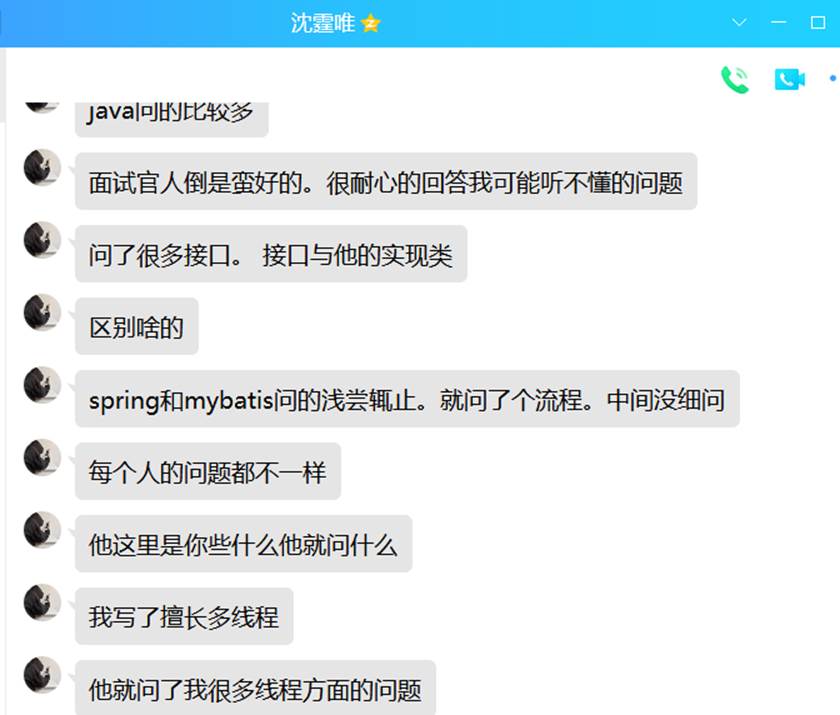 沈霆唯
java问的比较多
面试官人倒是蛮好的。很耐心的回答我可能听不懂的问题
问了很多接口。 接口与他的实现类
区别啥的
spring和mybatis问的浅尝辄止。就问了个流程。中间没细问
每个人的问题都不一样
他这里是你些什么他就问什么
我写了擅长多线程
他就问了我很多线程方面的问题